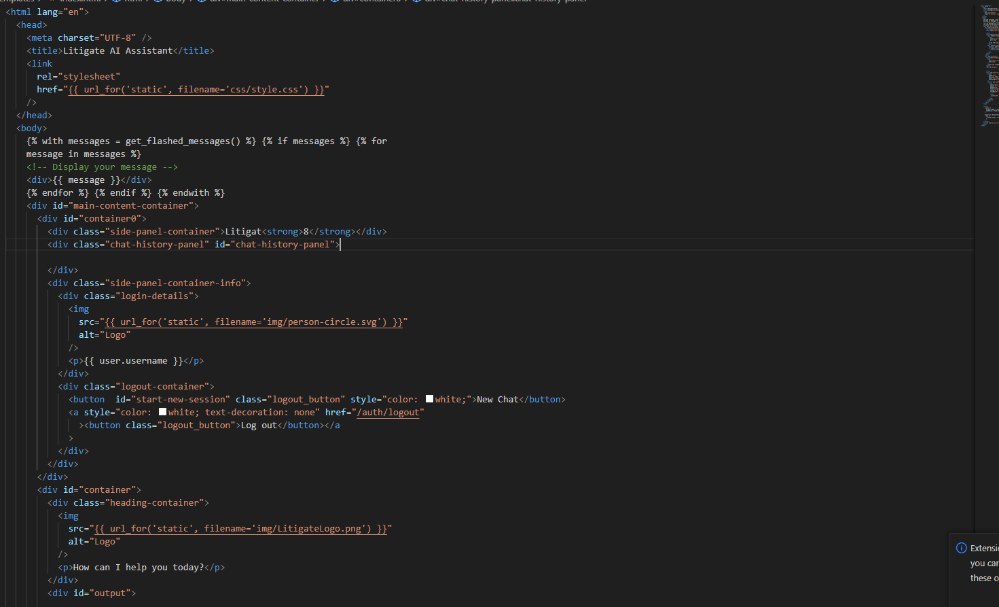 <html lang="en">
<head>
<meta charset="UTF-8" />
<title>Litigate AI Assistant</title>
<link
rel="stylesheet"
href="{{ url_for('static', filename='css/style.css') }}"
/>
</head>
<body>
{% with messages = get_flashed_messages() %} {% if messages %} {% for
message in messages %}
<!-- Display your message -->
<div>{{ message }}</div>
{% endfor %} {% endif %} {% endwith %}
<div id="main-content-container">
<div id="container0">
<div class="side-panel-container">Litigat<strong>8</strong></div>
<div class="chat-history-panel" id="chat-history-panel">
</div>
<div class="side-panel-container-info">
<div class="login-details">
<img
src="{{ url_for('static', filename='img/person-circle.svg') }}"
alt="Logo"
/>
<p>{{ user.username }}</p>
</div>
<div class="logout-container">
<button  id="start-new-session" class="logout_button" style="color: white;">New Chat</button>
<a style="color: white; text-decoration: none" href="/auth/logout"
><button class="logout_button">Log out</button></a
>
</div>
</div>
</div>
<div id="container">
<div class="heading-container">
<img
src="{{ url_for('static', filename='img/LitigateLogo.png') }}"
alt="Logo"
/>
<p>How can I help you today?</p>
</div>
<div id="output">
you
these